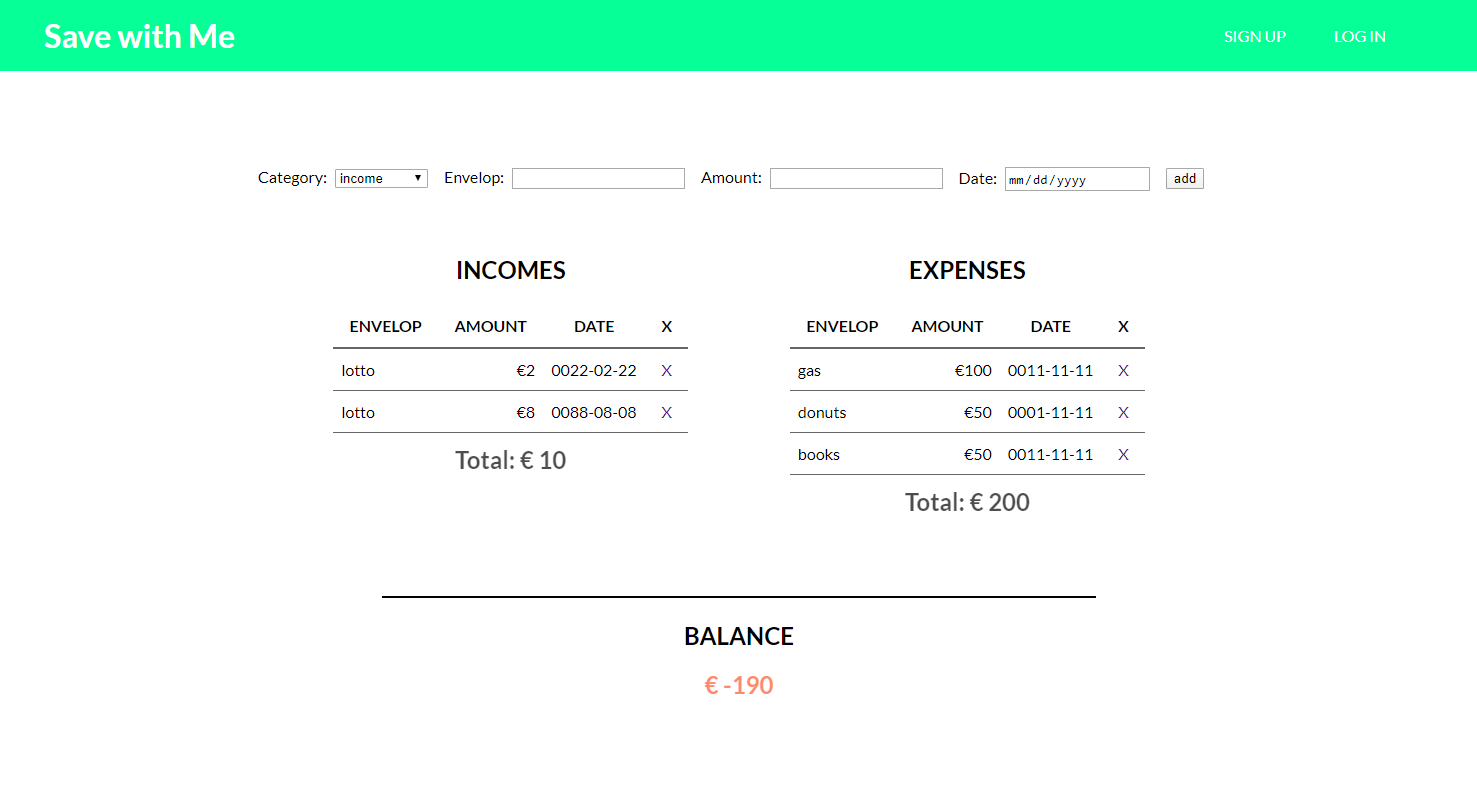 Save with Me SIGN UP LOG IN
Category: income Envelop: Amount: Date: mm/dd/yyyy add
INCOMES
ENVELOP AMOUNT DATE X
lotto €2 0022-02-22 X
lotto €8 0088-08-08 X
Total: € 10
EXPENSES
ENVELOP AMOUNT DATE X
gas €100 0011-11-11 X
donuts €50 0001-11-11 X
books €50 0011-11-11 X
Total: € 200
BALANCE
€ -190